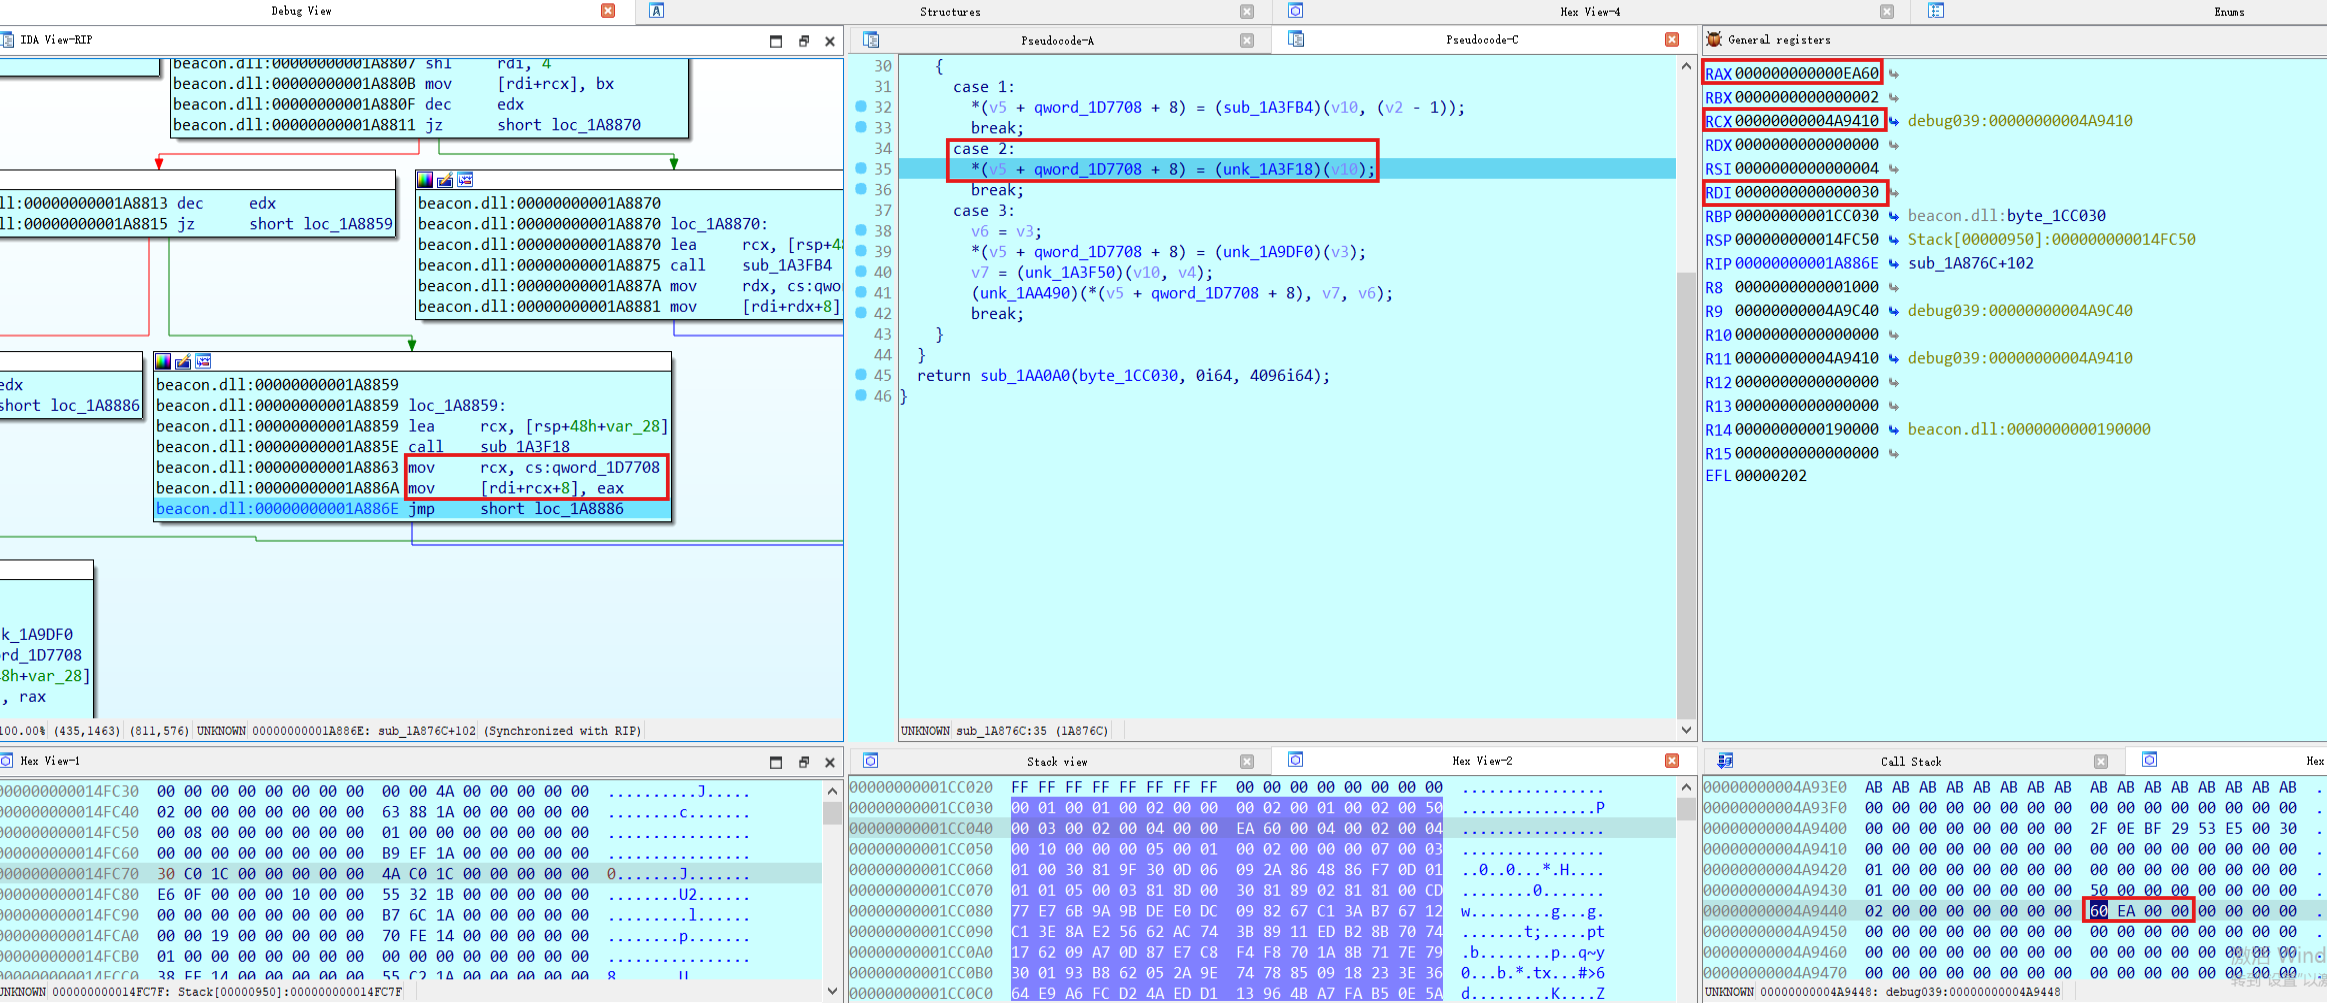 Debug View
Structures
Hex View-4
Enums
IDA View-RIP
beacon.dll:00000000001A8807 shl rdi, 4
beacon.dll:00000000001A880B mov [rdi+rcx], bx
beacon.dll:00000000001A880F dec edx
beacon.dll:00000000001A8811 jz short loc_1A8870
ll:00000000001A8813 dec edx
ll:00000000001A8815 jz short loc_1A8859
beacon.dll:00000000001A8870
beacon.dll:00000000001A8870 loc_1A8870:
beacon.dll:00000000001A8870 lea rcx, [rsp+48
beacon.dll:00000000001A8875 call sub_1A3FB4
beacon.dll:00000000001A887A mov rdx, cs:qwo
beacon.dll:00000000001A8881 mov [rdi+rdx+8]
edx
short loc_1A8886
beacon.dll:00000000001A8859
beacon.dll:00000000001A8859 loc_1A8859:
beacon.dll:00000000001A8859 lea rcx, [rsp+48h+var_28]
beacon.dll:00000000001A885E call sub_1A3F18
beacon.dll:00000000001A8863 mov rcx, cs:qword_1D7708
beacon.dll:00000000001A886A mov [rdi+rcx+8], eax
beacon.dll:00000000001A886E jmp short loc_1A8886
k_1A9DF0
ord_1D7708
48h+var_28]
, rax
100.00% (435,1463) (811,576) UNKNOWN 00000000001A886E: sub_1A876C+102 (Synchronized with RIP)
Pseudocode-A
Pseudocode-C
30 {
31 case 1:
32 *(v5 + qword_1D7708 + 8) = (sub_1A3FB4)(v10, (v2 - 1));
33 break;
34 case 2:
35 *(v5 + qword_1D7708 + 8) = (unk_1A3F18)(v10);
36 break;
37 case 3:
38 v6 = v3;
39 *(v5 + qword_1D7708 + 8) = (unk_1A9DF0)(v3);
40 v7 = (unk_1A3F50)(v10, v4);
41 (unk_1AA490)(*(v5 + qword_1D7708 + 8), v7, v6);
42 break;
43 }
44 }
45 return sub_1AA0A0(byte_1CC030, 0i64, 4096i64);
46 }
UNKNOWN sub_1A876C:35 (1A876C)
General registers
RAX 000000000000EA60
RBX 0000000000000002
RCX 00000000004A9410 debug039:00000000004A9410
RDX 0000000000000000
RSI 0000000000000004
RDI 0000000000000030
RBP 00000000001CC030 beacon.dll:byte_1CC030
RSP 000000000014FC50 Stack[00000950]:000000000014FC50
RIP 00000000001A886E sub_1A876C+102
R8 0000000000001000
R9 00000000004A9C40 debug039:00000000004A9C40
R10 0000000000000000
R11 00000000004A9410 debug039:00000000004A9410
R12 0000000000000000
R13 0000000000000000
R14 0000000000190000 beacon.dll:0000000000190000
R15 0000000000000000
EFL 00000202
Hex View-1
000000000014FC30 00 00 00 00 00 00 00 00 00 00 4A 00 00 00 00 00 ..........J.....
000000000014FC40 02 00 00 00 00 00 00 00 63 88 1A 00 00 00 00 00 ........c.......
000000000014FC50 00 08 00 00 00 00 00 00 01 00 00 00 00 00 00 00 ................
000000000014FC60 00 00 00 00 00 00 00 00 B9 EF 1A 00 00 00 00 00 ................
000000000014FC70 30 C0 1C 00 00 00 00 00 4A C0 1C 00 00 00 00 00 0.......J.......
000000000014FC80 E6 0F 00 00 00 10 00 00 55 32 1B 00 00 00 00 00 ........U2......
000000000014FC90 00 00 00 00 00 00 00 00 B7 6C 1A 00 00 00 00 00 .........l......
000000000014FCA0 00 00 19 00 00 00 00 00 70 FE 14 00 00 00 00 00 ........p.......
000000000014FCB0 01 00 00 00 00 00 00 00 00 00 00 00 00 00 00 00 ................
000000000014FCC0 38 FE 14 00 00 00 00 00 55 C2 1A 00 00 00 00 00 8.......U.......
UNKNOWN 000000000014FC7F: Stack[00000950]:000000000014FC7F
Stack view
Hex View-2
00000000001CC020 FF FF FF FF FF FF FF FF 00 00 00 00 00 00 00 00 ................
00000000001CC030 00 01 00 01 00 02 00 00 00 02 00 01 00 02 00 50 ...............P
00000000001CC040 00 03 00 02 00 04 00 00 EA 60 00 04 00 02 00 04 ................
00000000001CC050 00 10 00 00 00 05 00 01 00 02 00 00 00 07 00 03 ................
00000000001CC060 01 00 30 81 9F 30 0D 06 09 2A 86 48 86 F7 0D 01 ..0..0...*.H....
00000000001CC070 01 01 05 00 03 81 8D 00 30 81 89 02 81 81 00 CD ........0.......
00000000001CC080 77 E7 6B 9A 9B DE E0 DC 09 82 67 C1 3A B7 67 12 w.........g...g.
00000000001CC090 C1 3E 8A E2 56 62 AC 74 3B 89 11 ED B2 8B 70 74 .......t;.....pt
00000000001CC0A0 17 62 09 A7 0D 87 E7 C8 F4 F8 70 1A 8B 71 7E 79 .b........p..q~y
00000000001CC0B0 30 01 93 B8 62 05 2A 9E 74 78 85 09 18 23 3E 36 0...b.*.tx...#>6
00000000001CC0C0 64 E9 A6 FC D2 4A ED D1 13 96 4B A7 FA B5 0E 5A d.........K....Z
Call Stack
Hex
00000000004A93E0 AB AB AB AB AB AB AB AB AB AB AB AB AB AB AB AB .
00000000004A93F0 00 00 00 00 00 00 00 00 00 00 00 00 00 00 00 00 .
00000000004A9400 00 00 00 00 00 00 00 00 2F 0E BF 29 53 E5 00 30 .
00000000004A9410 00 00 00 00 00 00 00 00 00 00 00 00 00 00 00 00 .
00000000004A9420 01 00 00 00 00 00 00 00 00 00 00 00 00 00 00 00 .
00000000004A9430 01 00 00 00 00 00 00 00 50 00 00 00 00 00 00 00 .
00000000004A9440 02 00 00 00 00 00 00 00 60 EA 00 00 00 00 00 00 .
00000000004A9450 00 00 00 00 00 00 00 00 00 00 00 00 00 00 00 00
00000000004A9460 00 00 00 00 00 00 00 00 00 00 00 00 00 00 00 00
00000000004A9470 00 00 00 00 00 00 00 00 00 00 00 00 00 00 00 00
激活 Wind
转到"设置"以激
UNKNOWN 00000000004A9448: debug039:00000000004A9448